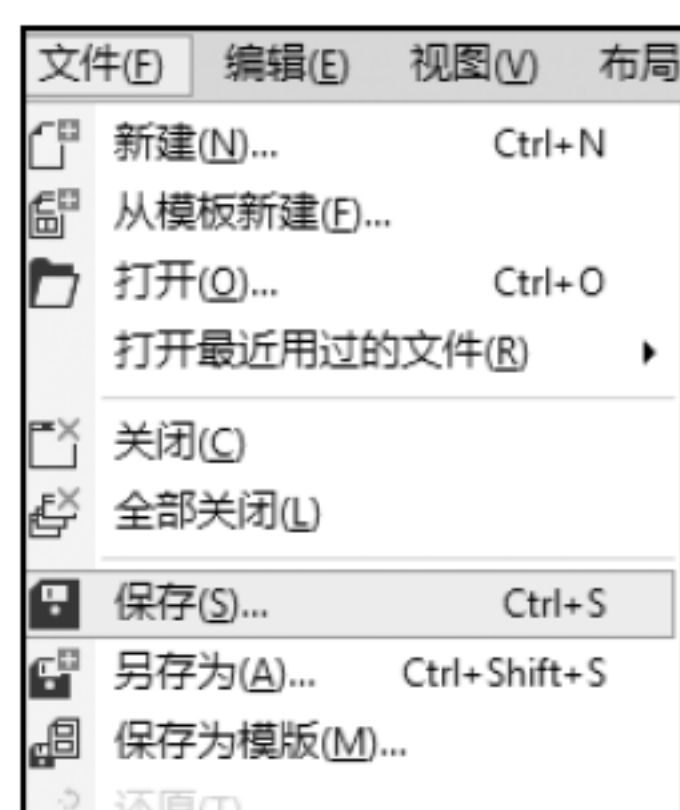 文件(F) 编辑(E) 视图(V) 布局
新建(N)... Ctrl+N
从模板新建(F)...
打开(O)... Ctrl+O
打开最近用过的文件(R)
关闭(C)
全部关闭(L)
保存(S)... Ctrl+S
另存为(A)... Ctrl+Shift+S
保存为模版(M)...
还原(T)